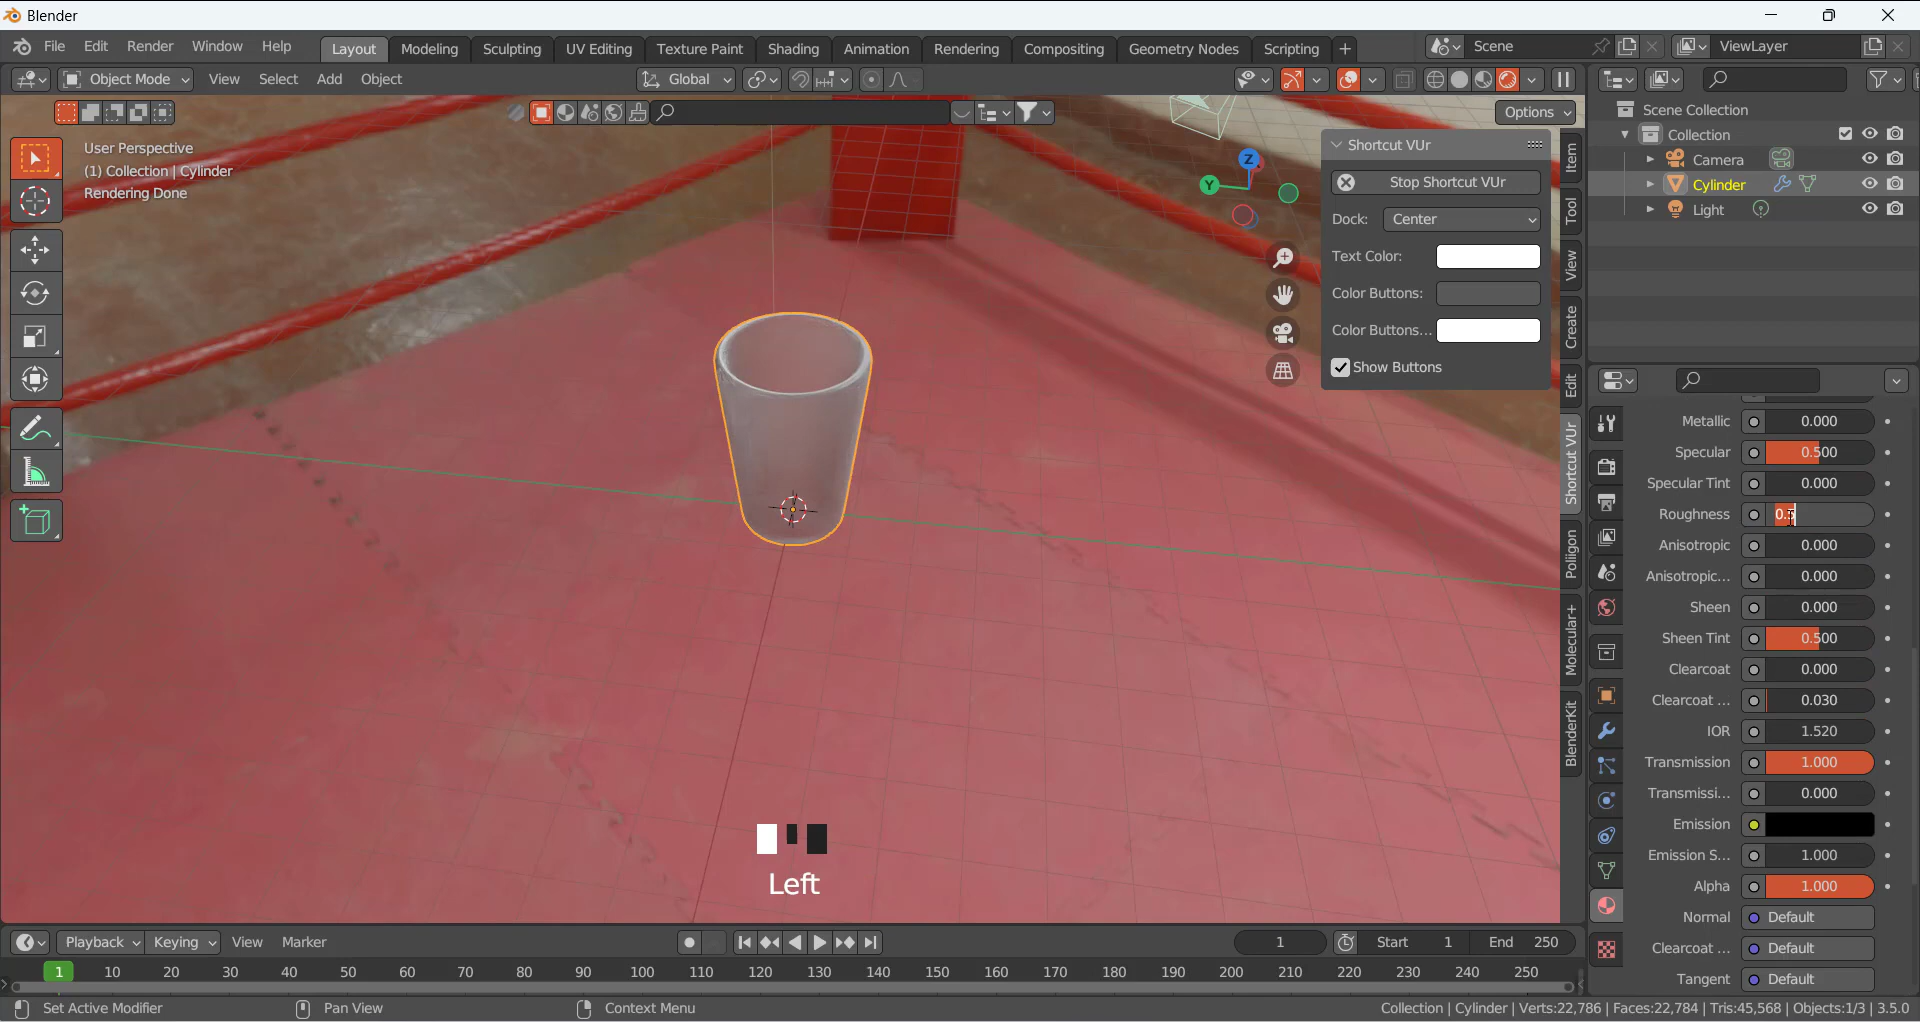 Blender
File Edit Render Window Help Layout Modeling Sculpting UV Editing Texture Paint Shading Animation Rendering Compositing Geometry Nodes Scripting + Scene ViewLayer
Object Mode View Select Add Object Global
Options
User Perspective
(1) Collection | Cylinder
Rendering Done
Z
Y
Shortcut VUr
Stop Shortcut VUr
Dock: Center
Text Color:
Color Buttons:
Color Buttons...
Show Buttons
Item
Tool
View
Create
Edit
Shortcut VUr
Poliigon
Molecular+
BlenderKit
Scene Collection
Collection
Camera
Cylinder
Light
Metallic 0.000
Specular 0.500
Specular Tint 0.000
Roughness 0.5
Anisotropic 0.000
Anisotropic... 0.000
Sheen 0.000
Sheen Tint 0.500
Clearcoat 0.000
Clearcoat ... 0.030
IOR 1.520
Transmission 1.000
Transmissi... 0.000
Emission
Emission S... 1.000
Alpha 1.000
Normal Default
Clearcoat ... Default
Tangent Default
Left
Playback Keying View Marker 1 Start 1 End 250
1 10 20 30 40 50 60 70 80 90 100 110 120 130 140 150 160 170 180 190 200 210 220 230 240 250
Set Active Modifier Pan View Context Menu Collection | Cylinder | Verts:22,786 | Faces:22,784 | Tris:45,568 | Objects:1/3 | 3.5.0